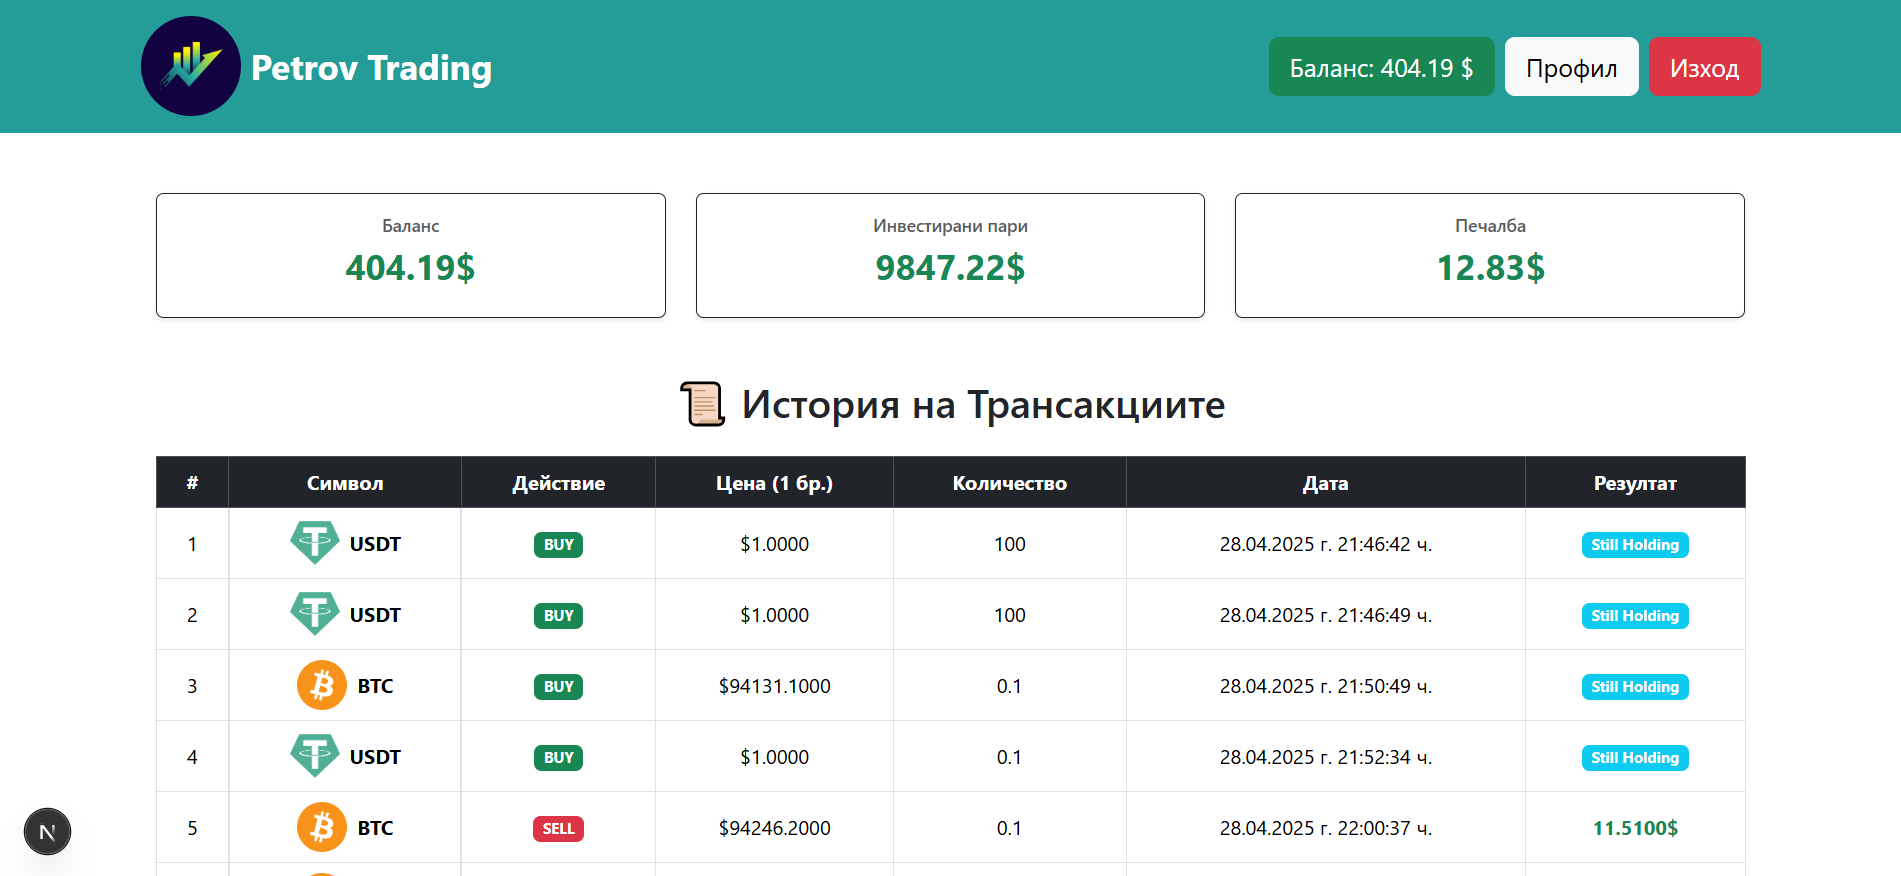 Petrov Trading
Баланс: 404.19 $
Профил
Изход
Баланс
404.19$
Инвестирани пари
9847.22$
Печалба
12.83$
История на Трансакциите
# Символ Действие Цена (1 бр.) Количество Дата Резултат
1 USDT BUY $1.0000 100 28.04.2025 г. 21:46:42 ч. Still Holding
2 USDT BUY $1.0000 100 28.04.2025 г. 21:46:49 ч. Still Holding
3 BTC BUY $94131.1000 0.1 28.04.2025 г. 21:50:49 ч. Still Holding
4 USDT BUY $1.0000 0.1 28.04.2025 г. 21:52:34 ч. Still Holding
5 BTC SELL $94246.2000 0.1 28.04.2025 г. 22:00:37 ч. 11.5100$
N